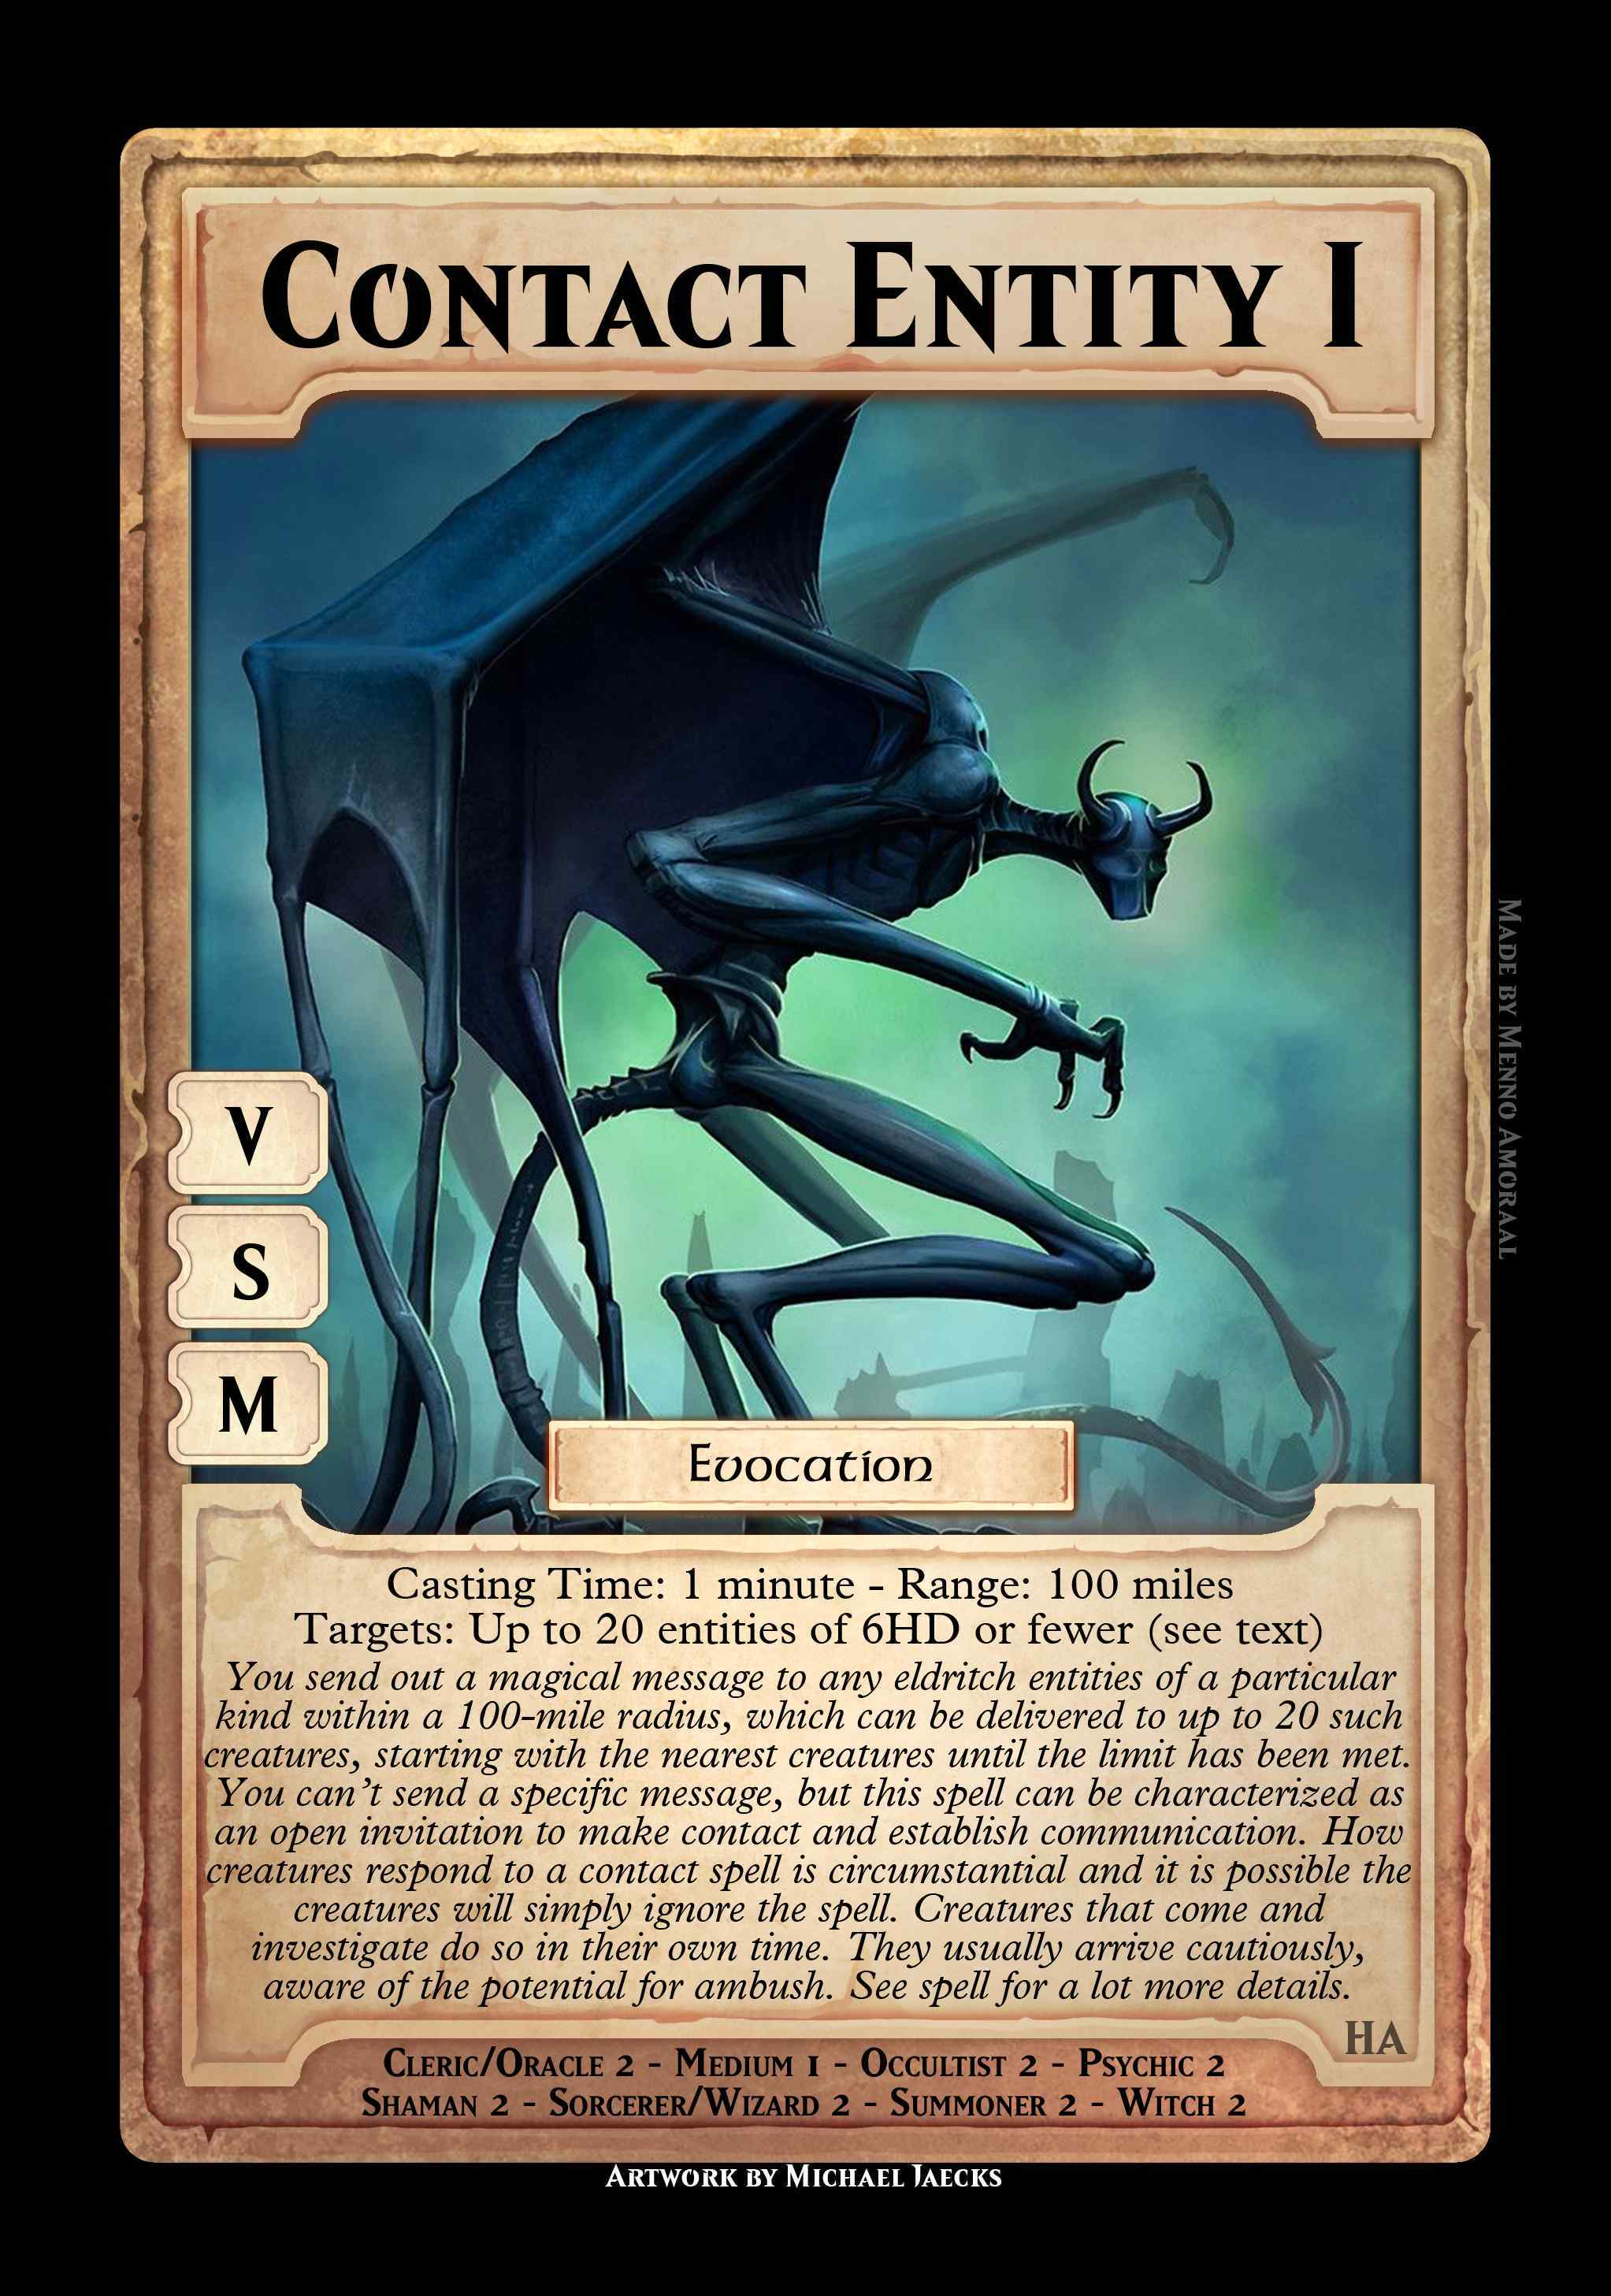 Contact Entity I
V
S
M
Evocation
Casting Time: 1 minute - Range: 100 miles
Targets: Up to 20 entities of 6HD or fewer (see text)
You send out a magical message to any eldritch entities of a particular
kind within a 100-mile radius, which can be delivered to up to 20 such
creatures, starting with the nearest creatures until the limit has been met.
You can't send a specific message, but this spell can be characterized as
an open invitation to make contact and establish communication. How
creatures respond to a contact spell is circumstantial and it is possible the
creatures will simply ignore the spell. Creatures that come and
investigate do so in their own time. They usually arrive cautiously,
aware of the potential for ambush. See spell for a lot more details.
HA
Cleric/Oracle 2 - Medium 1 - Occultist 2 - Psychic 2
Shaman 2 - Sorcerer/Wizard 2 - Summoner 2 - Witch 2
Artwork by Michael Jaecks
Made by Menno Amoraal